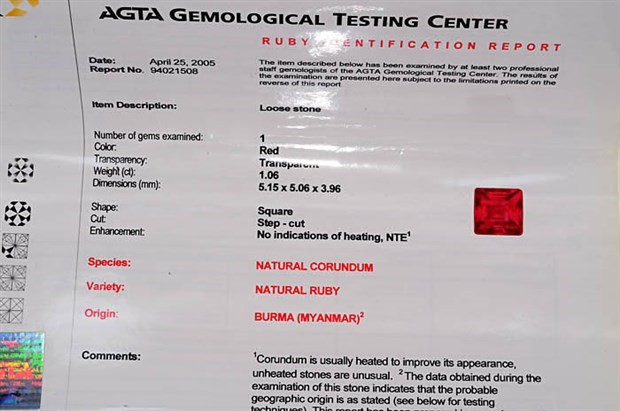 AGTA GEMOLOGICAL TESTING CENTER
RUBY IDENTIFICATION REPORT
Date: April 25, 2005
Report No. 94021508
The item described below has been examined by at least two professional
staff gemologists of the AGTA Gemological Testing Center. The results of
the examination are presented here subject to the limitations printed on the
reverse of this report
Item Description: Loose stone
Number of gems examined: 1
Color: Red
Transparency: Transparent
Weight (ct): 1.06
Dimensions (mm): 5.15 x 5.06 x 3.96
Shape: Square
Cut: Step - cut
Enhancement: No indications of heating, NTE¹
Species: NATURAL CORUNDUM
Variety: NATURAL RUBY
Origin: BURMA (MYANMAR)²
Comments: ¹Corundum is usually heated to improve its appearance,
unheated stones are unusual. ²The data obtained during the
examination of this stone indicates that the probable
geographic origin is as stated (see below for testing
techniques). This report has been